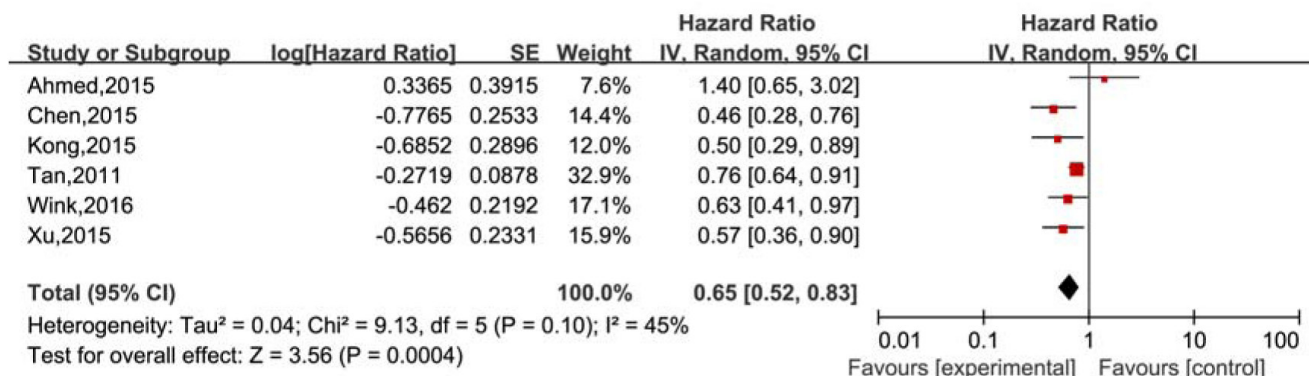 Hazard Ratio Hazard Ratio
Study or Subgroup log[Hazard Ratio] SE Weight IV, Random, 95% CI IV, Random, 95% CI
Ahmed,2015 0.3365 0.3915 7.6% 1.40 [0.65, 3.02]
Chen,2015 -0.7765 0.2533 14.4% 0.46 [0.28, 0.76]
Kong,2015 -0.6852 0.2896 12.0% 0.50 [0.29, 0.89]
Tan,2011 -0.2719 0.0878 32.9% 0.76 [0.64, 0.91]
Wink,2016 -0.462 0.2192 17.1% 0.63 [0.41, 0.97]
Xu,2015 -0.5656 0.2331 15.9% 0.57 [0.36, 0.90]
Total (95% CI) 100.0% 0.65 [0.52, 0.83]
Heterogeneity: Tau² = 0.04; Chi² = 9.13, df = 5 (P = 0.10); I² = 45%
Test for overall effect: Z = 3.56 (P = 0.0004)
0.01 0.1 1 10 100
Favours [experimental] Favours [control]